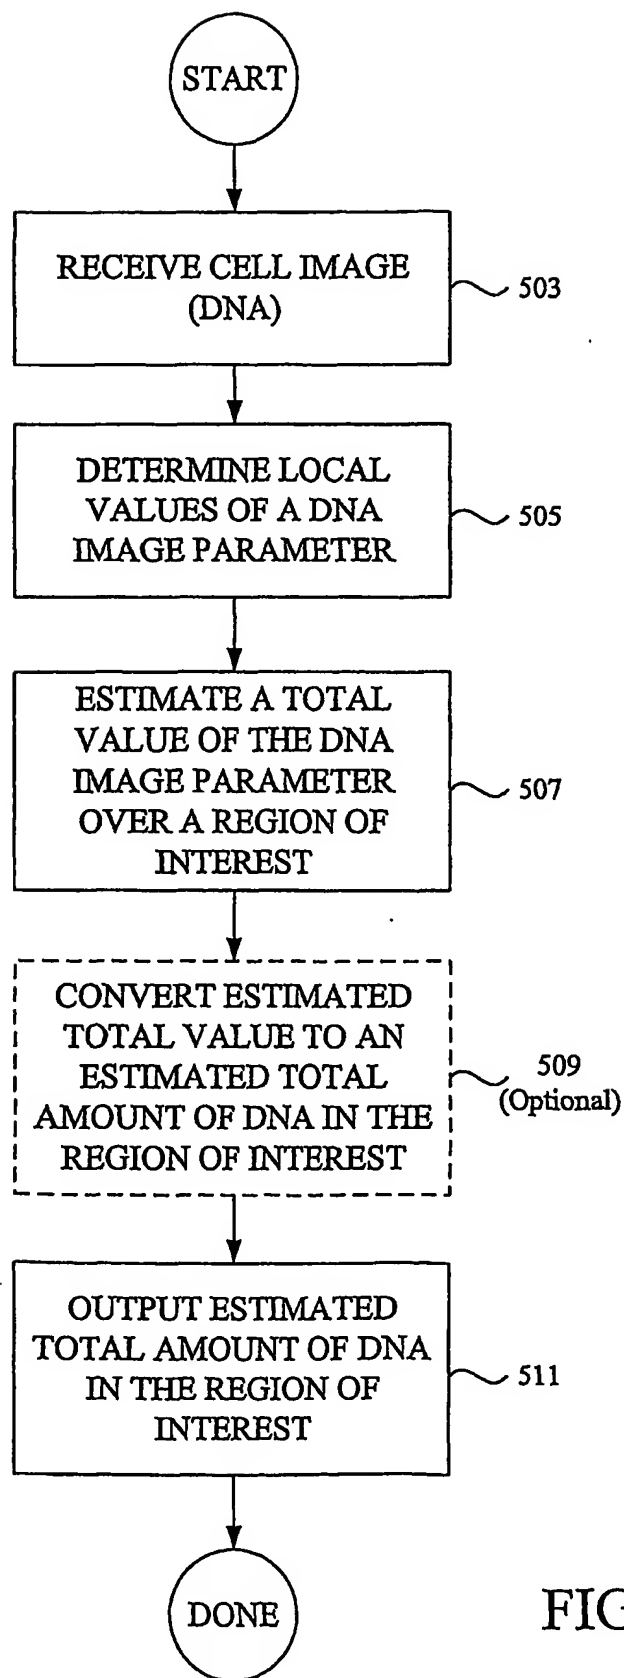 START
RECEIVE CELL IMAGE
(DNA)
503
DETERMINE LOCAL
VALUES OF A DNA
IMAGE PARAMETER
505
ESTIMATE A TOTAL
VALUE OF THE DNA
IMAGE PARAMETER
OVER A REGION OF
INTEREST
507
CONVERT ESTIMATED
TOTAL VALUE TO AN
ESTIMATED TOTAL
AMOUNT OF DNA IN THE
REGION OF INTEREST
509
(Optional)
OUTPUT ESTIMATED
TOTAL AMOUNT OF DNA
IN THE REGION OF
INTEREST
511
DONE
FIG